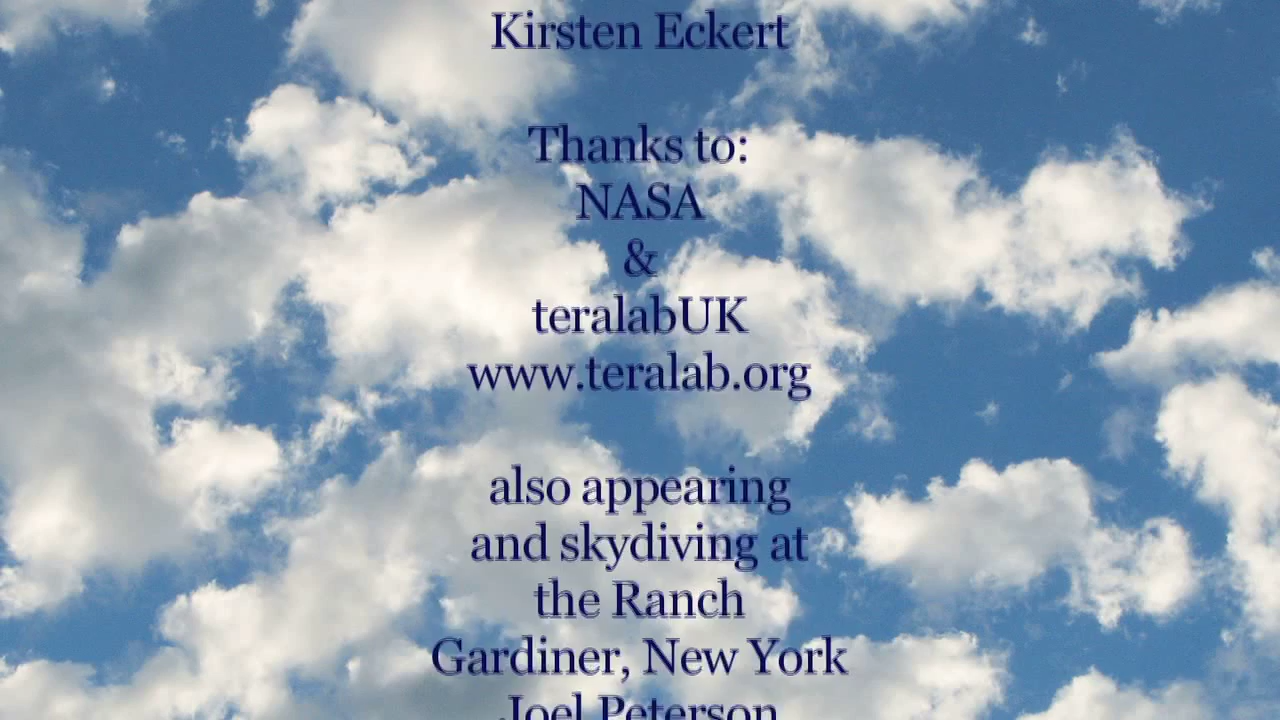 Kirsten Eckert
Thanks to:
NASA
&
teralabUK
www.teralab.org
also appearing
and skydiving at
the Ranch
Gardiner, New York
Joel Peterson